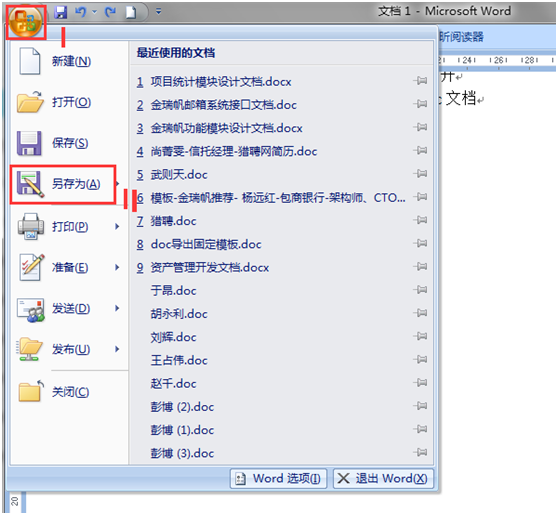 文档 1 - Microsoft Word
新建(N)
打开(O)
保存(S)
另存为(A)
打印(P)
准备(E)
发送(D)
发布(U)
关闭(C)
最近使用的文档
1 项目统计模块设计文档.docx
2 金瑞帆邮箱系统接口文档.doc
3 金瑞帆功能模块设计文档.docx
4 尚菁雯-信托经理-猎聘网简历.doc
5 武则天.doc
6 模板-金瑞帆推荐- 杨远红-包商银行-架构师、CTO...
7 猎聘.doc
8 doc导出固定模板.doc
9 资产管理开发文档.docx
于昂.doc
胡永利.doc
刘辉.doc
王占伟.doc
赵千.doc
彭博 (2).doc
彭博 (1).doc
彭博 (3).doc
Word 选项(I)
退出 Word(X)
阅读器
124 126 128
开
文档
20